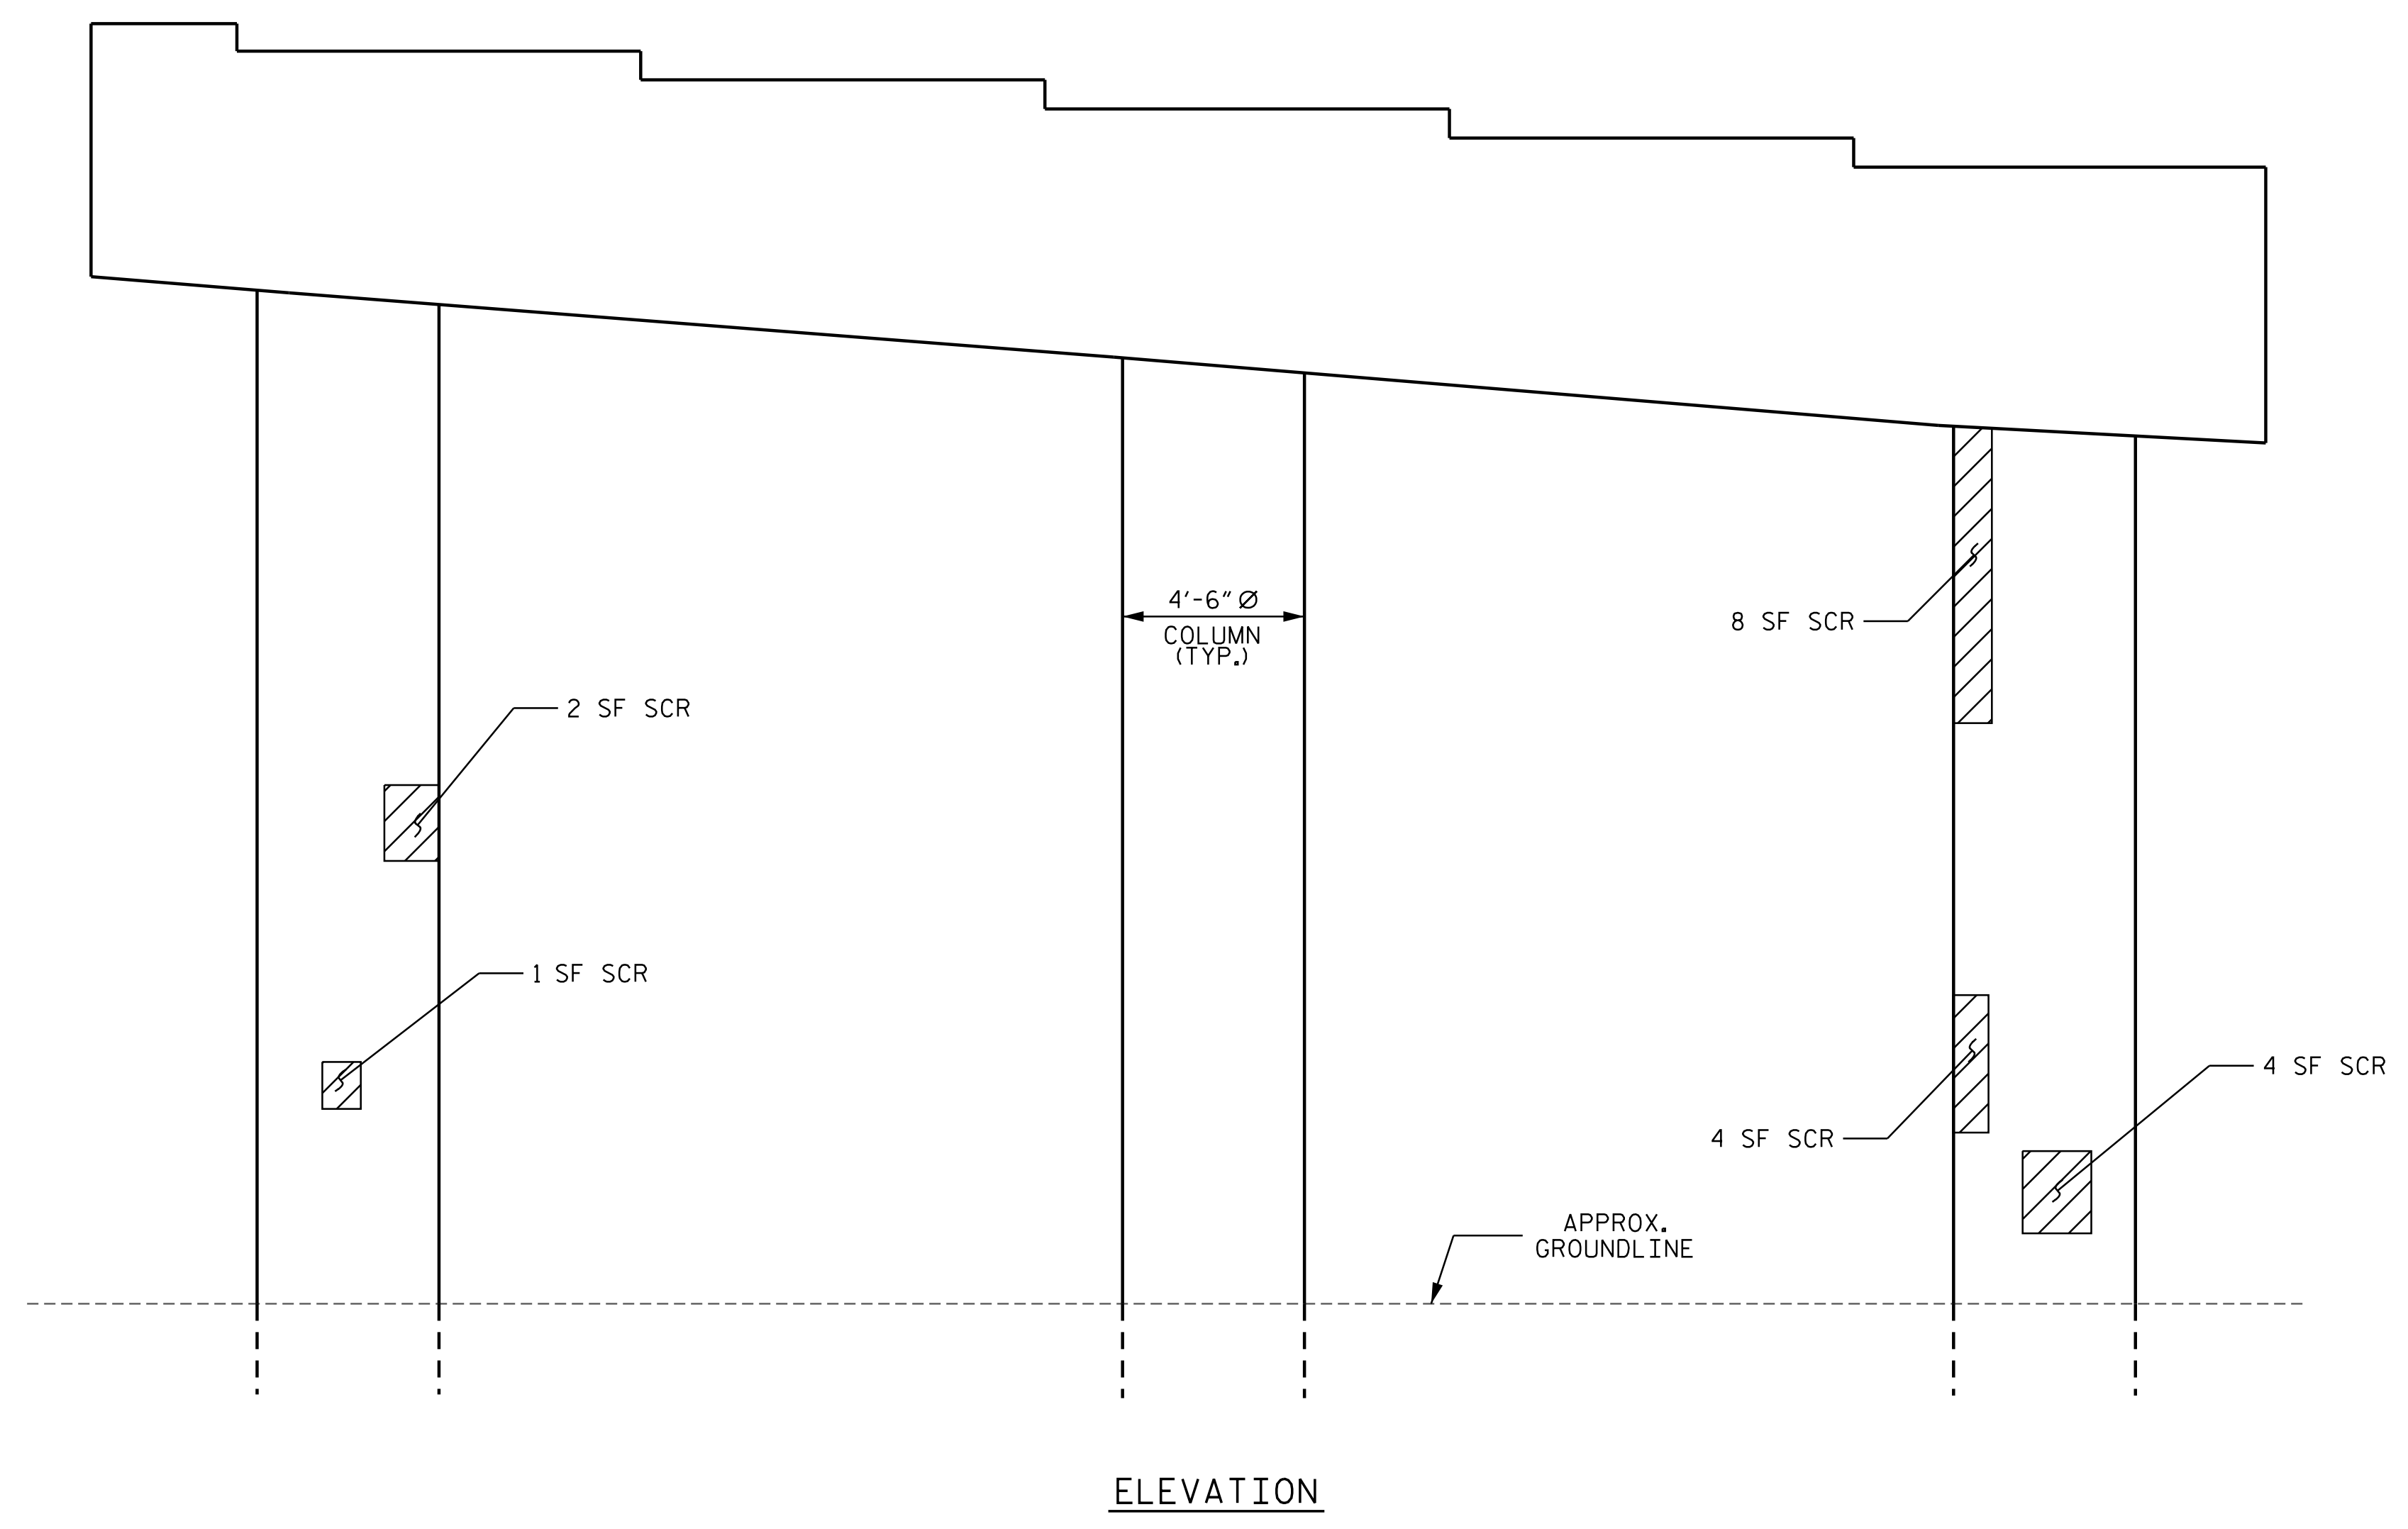 4'-6"Ø
COLUMN
(TYP.)
8 SF SCR
2 SF SCR
1 SF SCR
4 SF SCR
4 SF SCR
APPROX.
GROUNDLINE
ELEVATION